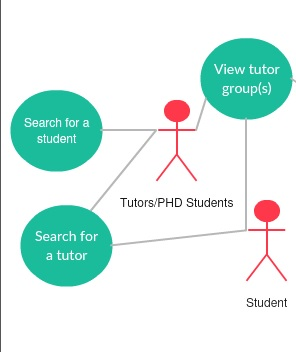 View tutor
group(s)
Search for a
student
Tutors/PHD Students
Search for
a tutor
Student